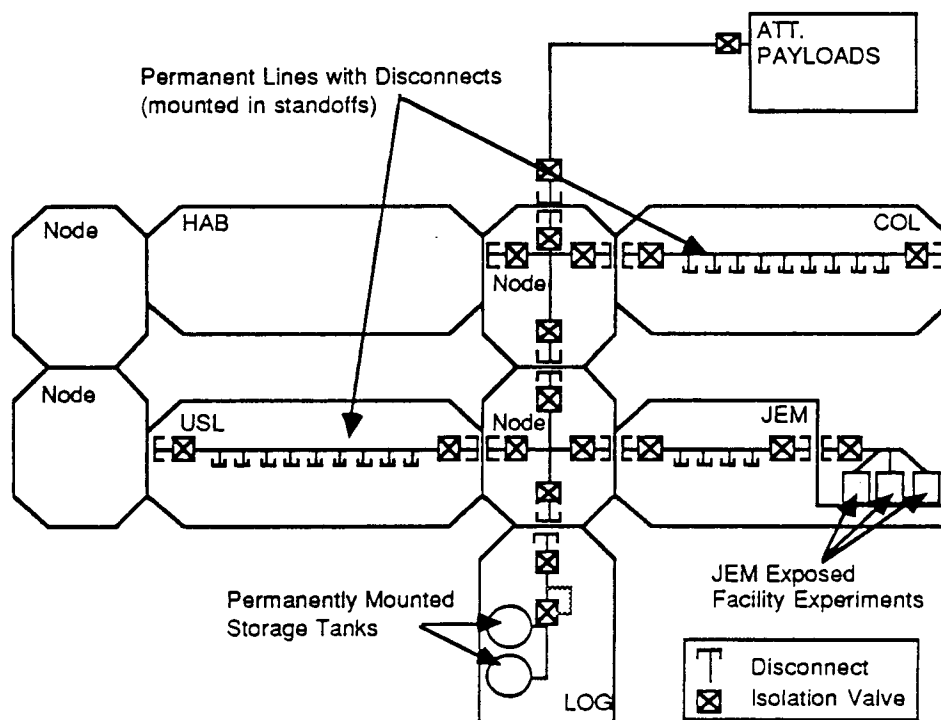 ATT.
PAYLOADS
Permanent Lines with Disconnects
(mounted in standoffs)
Node
HAB
COL
Node
Node
USL
Node
JEM
Permanently Mounted
Storage Tanks
JEM Exposed
Facility Experiments
LOG
Disconnect
Isolation Valve